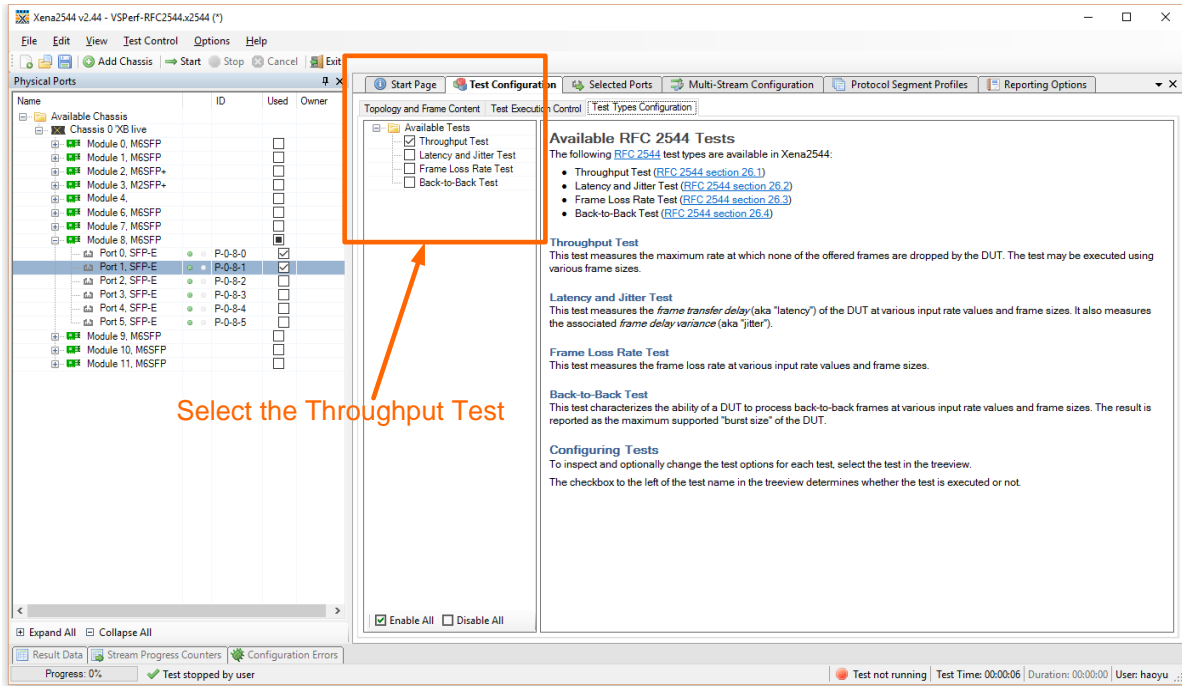 Xena2544 v2.44 - VSPerf-RFC2544.x2544 (*)
File Edit View Test Control Options Help
Add Chassis Start Stop Cancel Exit
Physical Ports
Name ID Used Owner
Available Chassis
Chassis 0 'XB live
Module 0, M6SFP
Module 1, M6SFP
Module 2, M6SFP+
Module 3, M2SFP+
Module 4,
Module 6, M6SFP
Module 7, M6SFP
Module 8, M6SFP
Port 0, SFP-E P-0-8-0
Port 1, SFP-E P-0-8-1
Port 2, SFP-E P-0-8-2
Port 3, SFP-E P-0-8-3
Port 4, SFP-E P-0-8-4
Port 5, SFP-E P-0-8-5
Module 9, M6SFP
Module 10, M6SFP
Module 11, M6SFP
Expand All Collapse All
Start Page Test Configuration Selected Ports Multi-Stream Configuration Protocol Segment Profiles Reporting Options
Topology and Frame Content Test Execution Control Test Types Configuration
Available Tests
Throughput Test
Latency and Jitter Test
Frame Loss Rate Test
Back-to-Back Test
Select the Throughput Test
Enable All Disable All
Available RFC 2544 Tests
The following RFC 2544 test types are available in Xena2544:
• Throughput Test (RFC 2544 section 26.1)
• Latency and Jitter Test (RFC 2544 section 26.2)
• Frame Loss Rate Test (RFC 2544 section 26.3)
• Back-to-Back Test (RFC 2544 section 26.4)
Throughput Test
This test measures the maximum rate at which none of the offered frames are dropped by the DUT. The test may be executed using
various frame sizes.
Latency and Jitter Test
This test measures the frame transfer delay (aka "latency") of the DUT at various input rate values and frame sizes. It also measures
the associated frame delay variance (aka "jitter").
Frame Loss Rate Test
This test measures the frame loss rate at various input rate values and frame sizes.
Back-to-Back Test
This test characterizes the ability of a DUT to process back-to-back frames at various input rate values and frame sizes. The result is
reported as the maximum supported "burst size" of the DUT.
Configuring Tests
To inspect and optionally change the test options for each test, select the test in the treeview.
The checkbox to the left of the test name in the treeview determines whether the test is executed or not.
Result Data Stream Progress Counters Configuration Errors
Progress: 0% Test stopped by user Test not running Test Time: 00:00:06 Duration: 00:00:00 User: haoyu